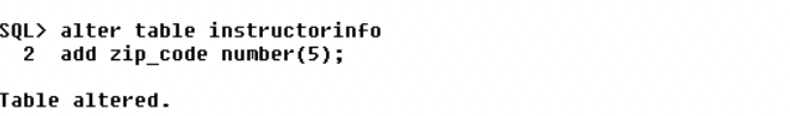 SQL> alter table instructorinfo
2 add zip_code number(5);
Table altered.